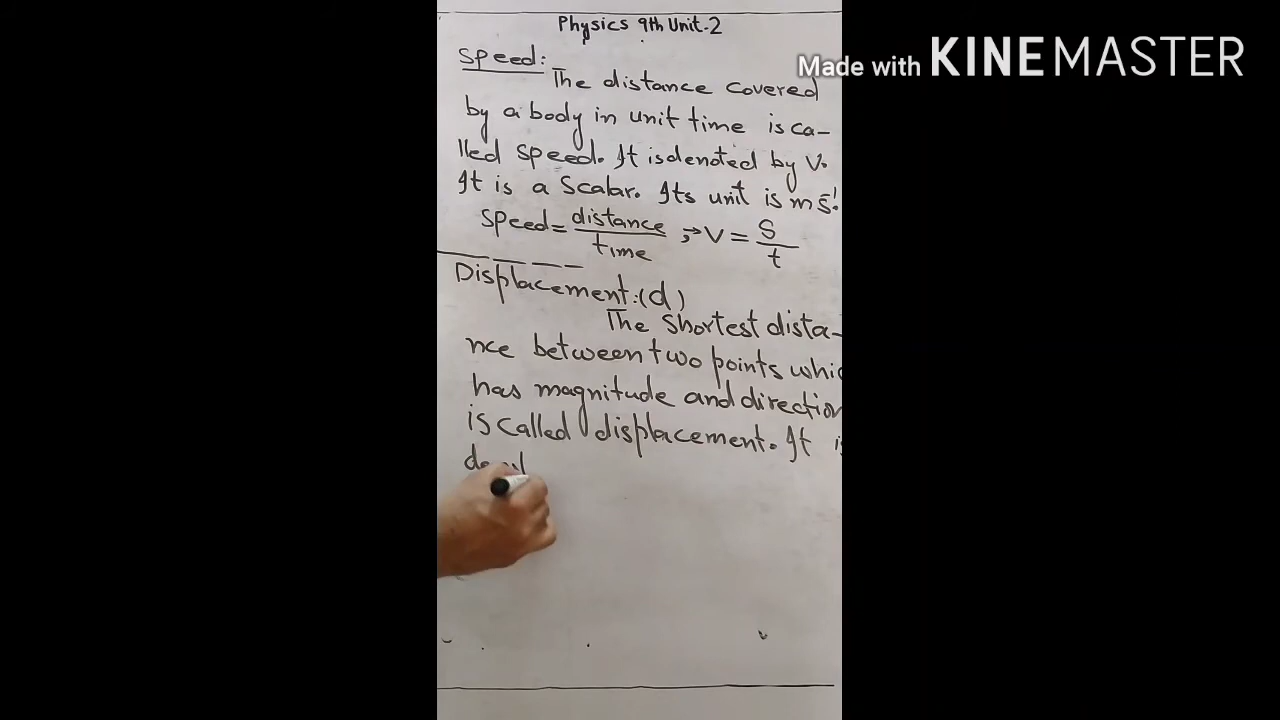 Physics 9th Unit-2
Made with KINEMASTER
Speed:
The distance covered
by a body in unit time is ca-
lled speed. It is denoted by V.
It is a Scalar. Its unit is ms⁻¹.
Speed = distance/time ; ⇒ V = S/t
Displacement:(d)
The Shortest dista-
nce between two points whic
has magnitude and direction
is called displacement. It is